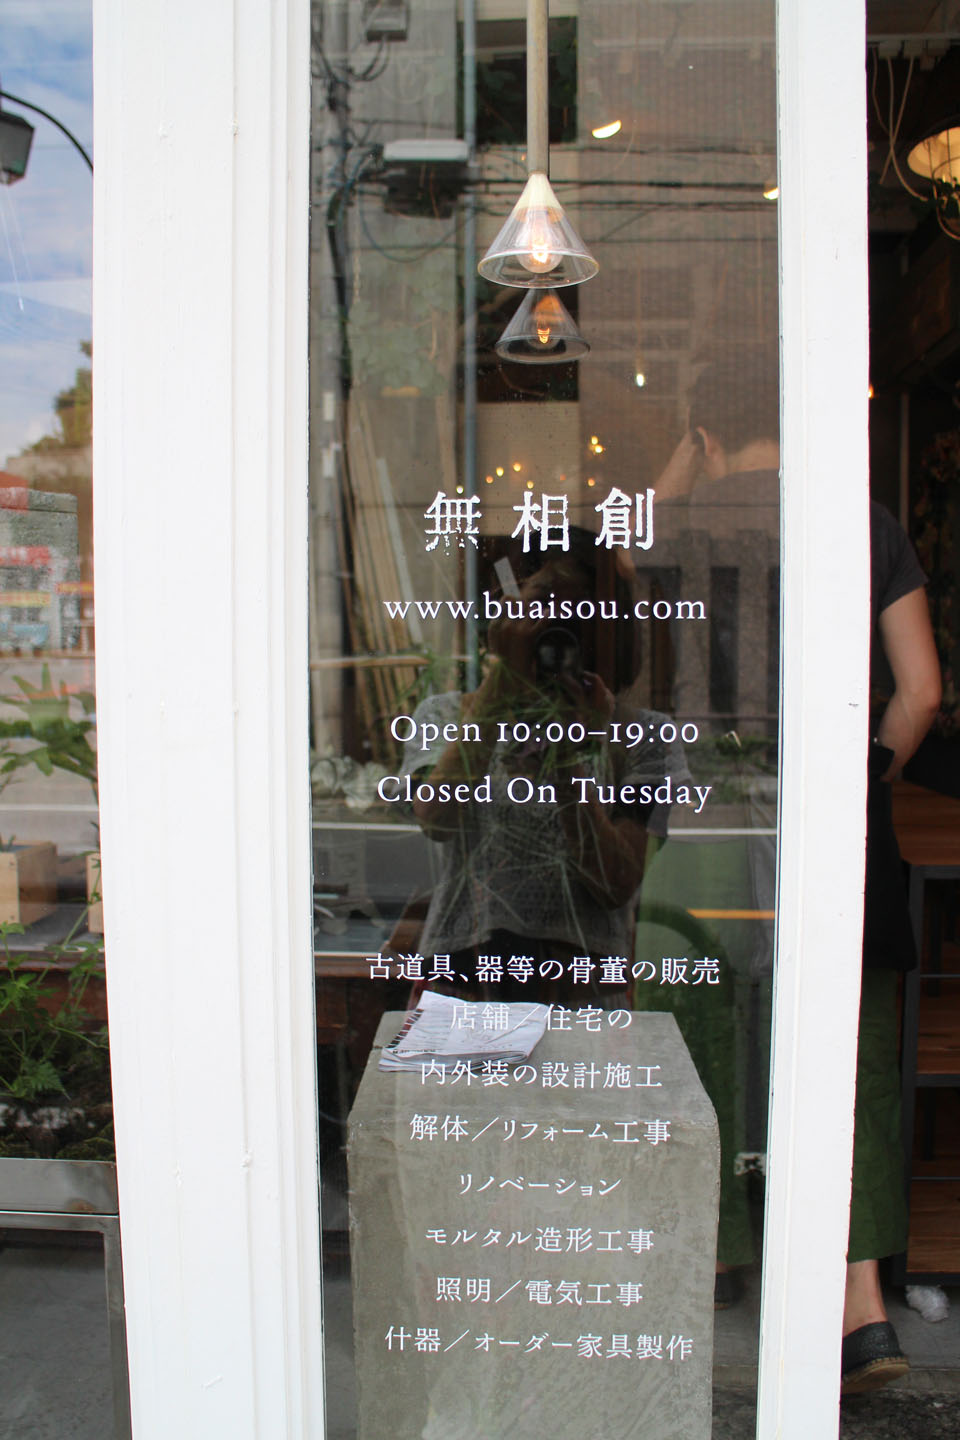 無相創
www.buaisou.com
Open 10:00–19:00
Closed On Tuesday
古道具、器等の骨董の販売
店舗／住宅の
内外装の設計施工
解体／リフォーム工事
リノベーション
モルタル造形工事
照明／電気工事
什器／オーダー家具製作